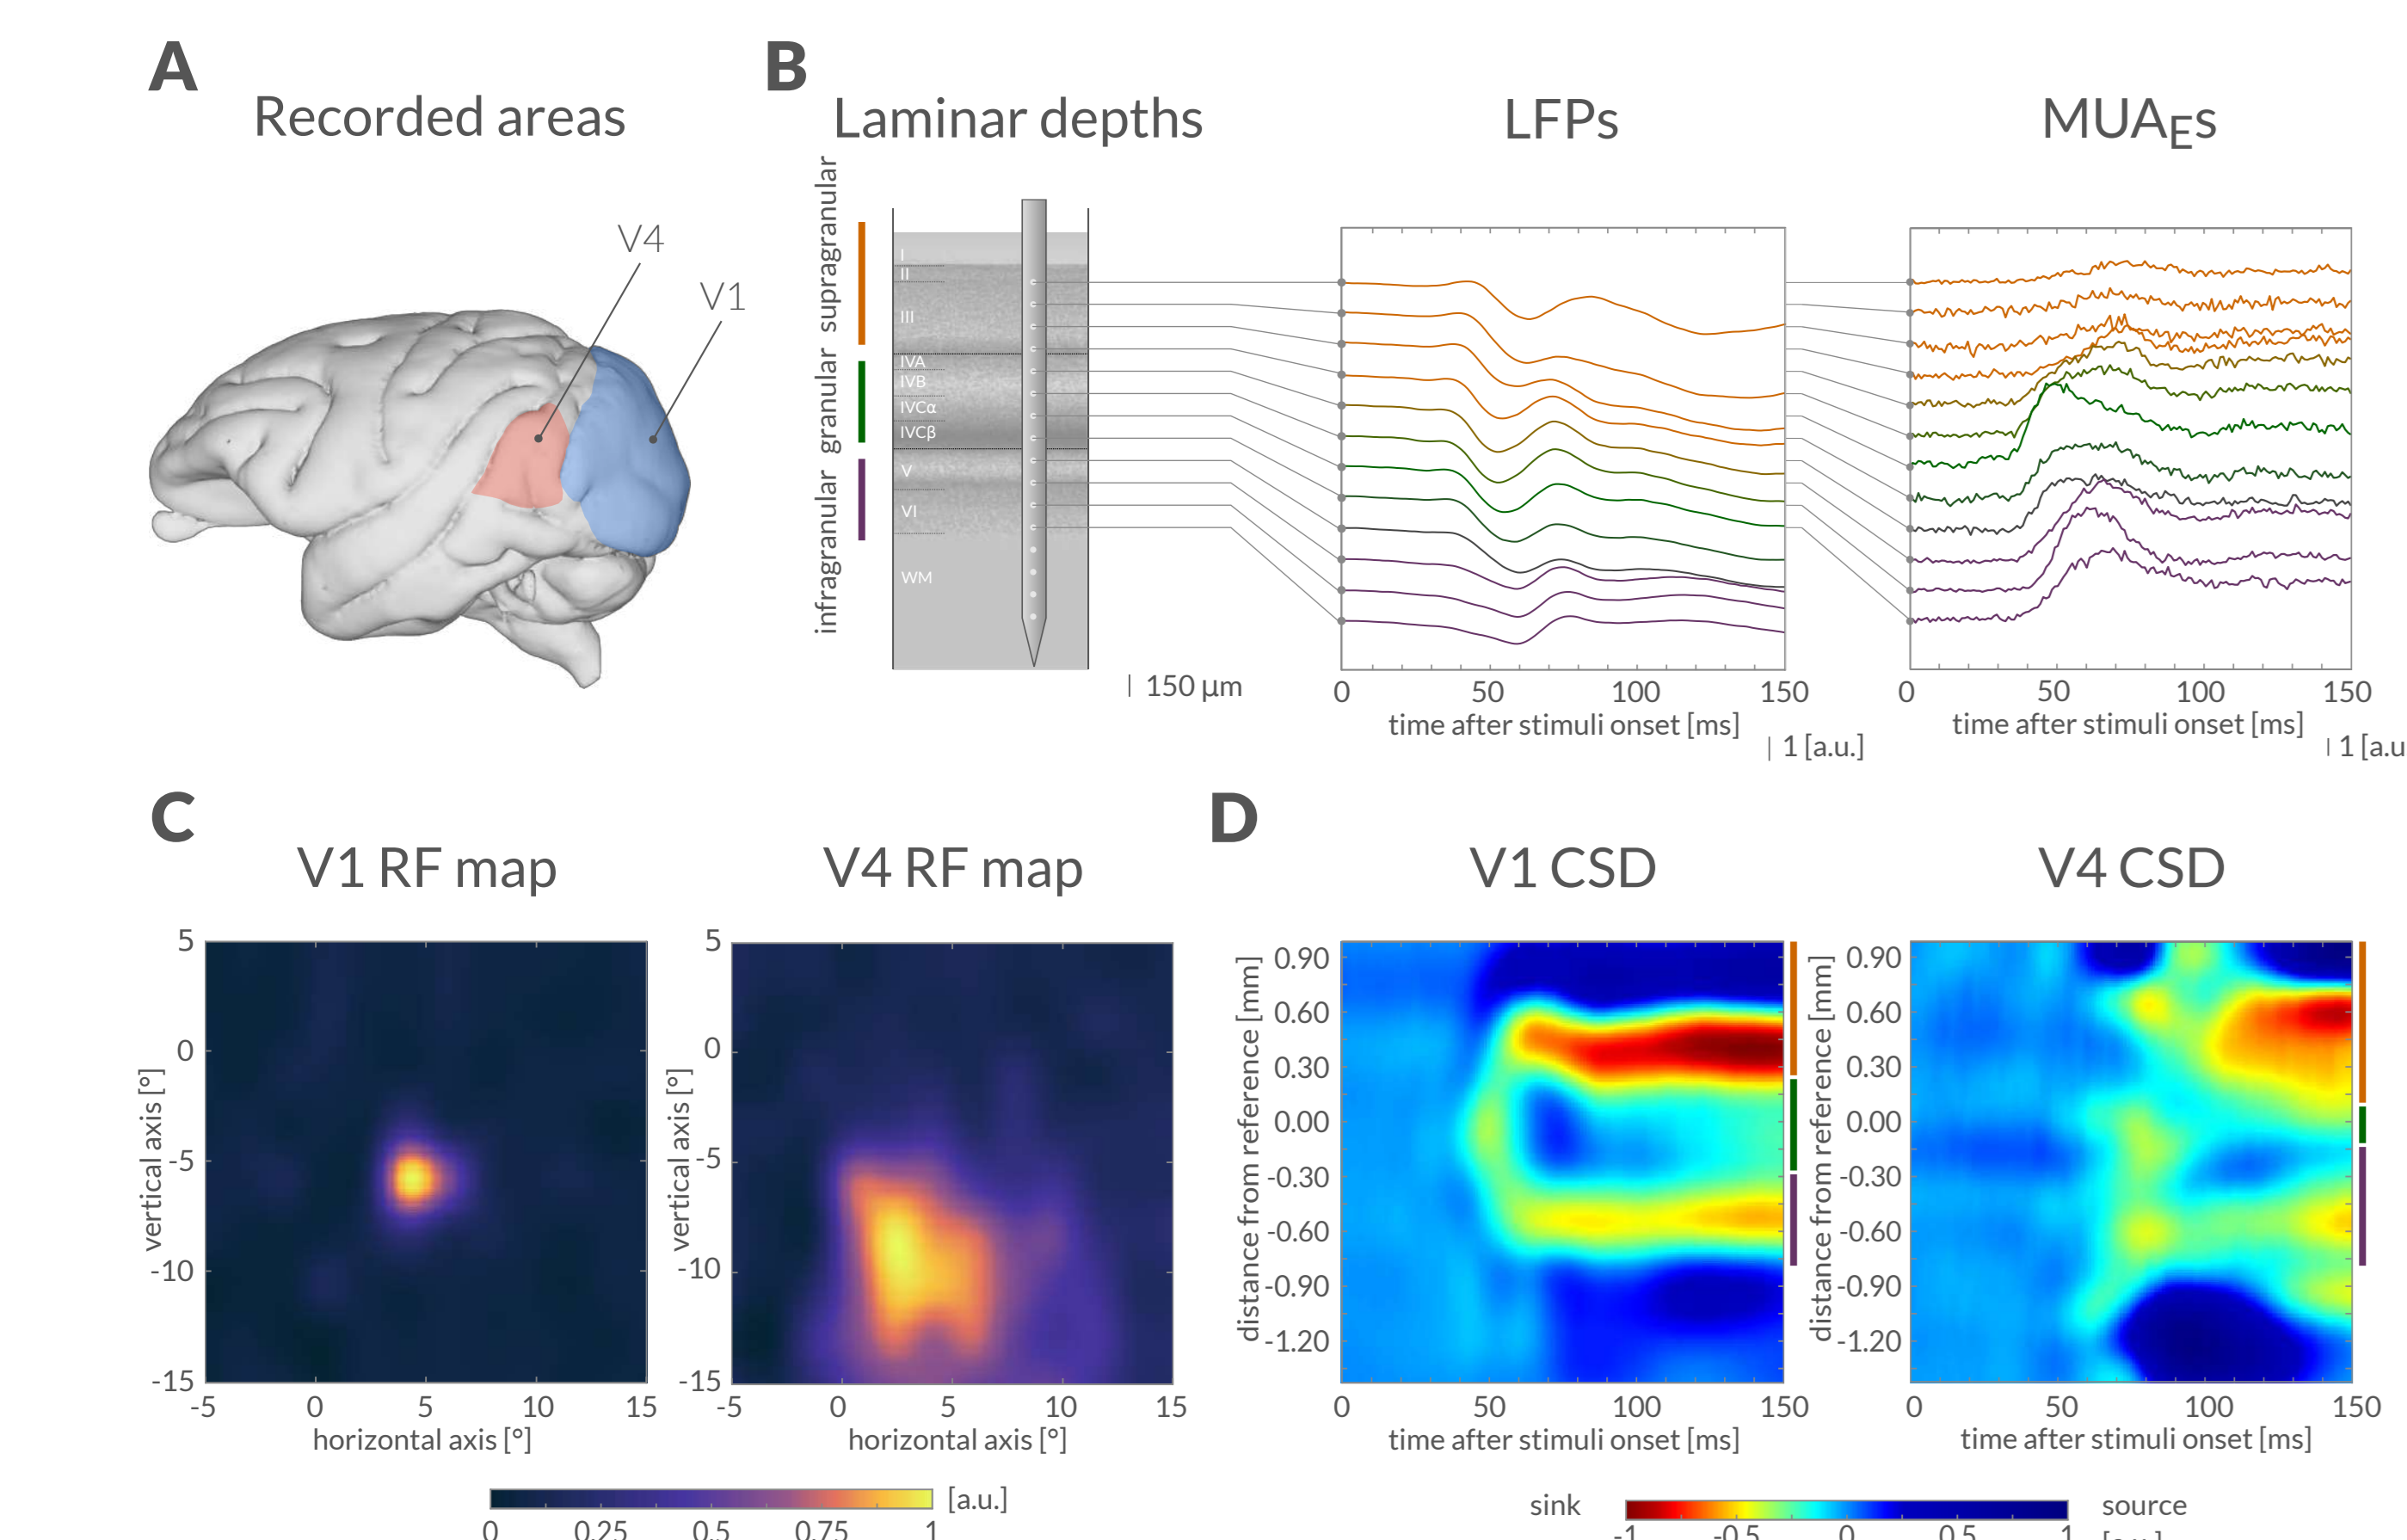 A
Recorded areas
V4
V1
B
Laminar depths
LFPs
MUAEs
supragranular
granular
infragranular
I
II
III
IVA
IVB
IVCα
IVCβ
V
VI
WM
150 µm
0 50 100 150
time after stimuli onset [ms]
1 [a.u.]
0 50 100 150
time after stimuli onset [ms]
1 [a.u
C
V1 RF map
V4 RF map
vertical axis [°]
5
0
-5
-10
-15
-5 0 5 10 15
horizontal axis [°]
vertical axis [°]
5
0
-5
-10
-15
-5 0 5 10 15
horizontal axis [°]
[a.u.]
0 0.25 0.5 0.75 1
D
V1 CSD
V4 CSD
distance from reference [mm]
0.90
0.60
0.30
0.00
-0.30
-0.60
-0.90
-1.20
0 50 100 150
time after stimuli onset [ms]
distance from reference [mm]
0.90
0.60
0.30
0.00
-0.30
-0.60
-0.90
-1.20
0 50 100 150
time after stimuli onset [ms]
sink
source
-1 -0.5 0 0.5 1
[a.u.]